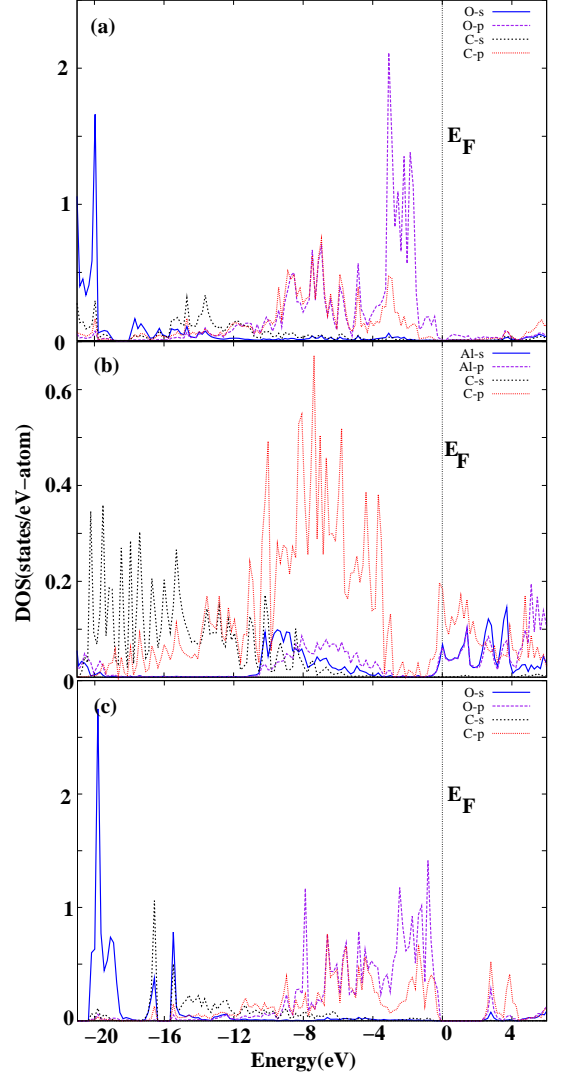 (a)
O-s
O-p
C-s
C-p
2
1
0
E_F
(b)
Al-s
Al-p
C-s
C-p
0.6
0.4
0.2
0
E_F
DOS(states/eV-atom)
(c)
O-s
O-p
C-s
C-p
2
1
0
E_F
−20 −16 −12 −8 −4 0 4
Energy(eV)